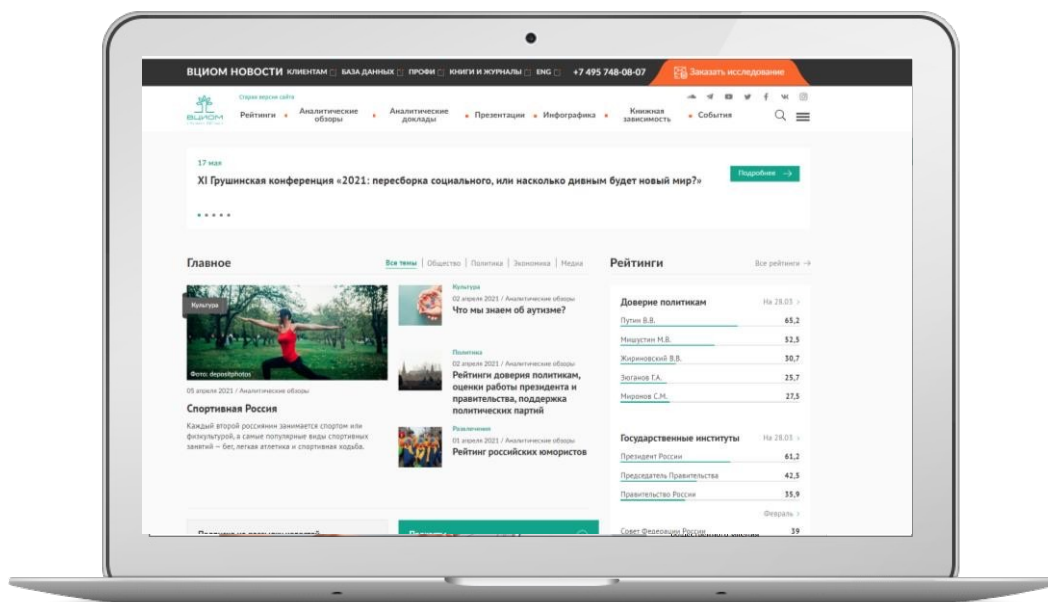 ВЦИОМ НОВОСТИ КЛИЕНТАМ БАЗА ДАННЫХ ПРОФИ КНИГИ И ЖУРНАЛЫ ENG +7 495 748-08-07 Заказать исследование
Старая версия сайта
ВЦИОМ
Рейтинги
Аналитические
обзоры
Аналитические
доклады
Презентации
Инфографика
Книжная
зависимость
События
17 мая
XI Грушинская конференция «2021: пересборка социального, или насколько дивным будет новый мир?»
Подробнее →
Главное
Все темы | Общество | Политика | Экономика | Медиа
Культура
Фото: depositphotos
05 апреля 2021 / Аналитические обзоры
Спортивная Россия
Каждый второй россиянин занимается спортом или
физкультурой, а самые популярные виды спортивных
занятий — бег, легкая атлетика и спортивная ходьба.
Культура
02 апреля 2021 / Аналитические обзоры
Что мы знаем об аутизме?
Политика
02 апреля 2021 / Аналитические обзоры
Рейтинги доверия политикам,
оценки работы президента и
правительства, поддержка
политических партий
Развлечения
01 апреля 2021 / Аналитические обзоры
Рейтинг российских юмористов
Рейтинги
Все рейтинги →
Доверие политикам На 28.03 >
Путин В.В. 65,2
Мишустин М.В. 52,5
Жириновский В.В. 30,7
Зюганов Г.А. 25,7
Миронов С.М. 27,5
Государственные институты На 28.03 >
Президент России 61,2
Председатель Правительства 42,5
Правительство России 35,9
Февраль >
Совет Федерации России 39